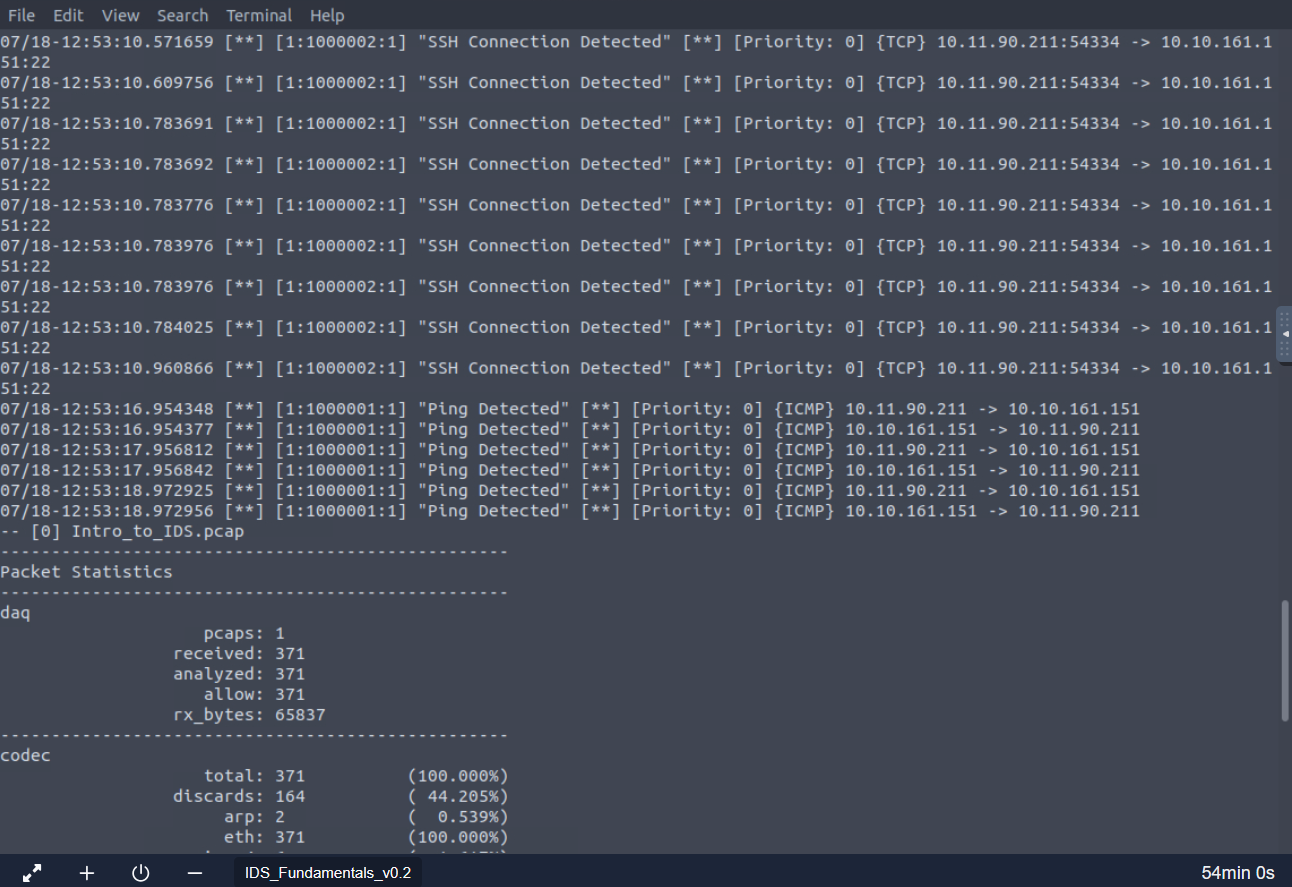 File Edit View Search Terminal Help
07/18-12:53:10.571659 [**] [1:1000002:1] "SSH Connection Detected" [**] [Priority: 0] {TCP} 10.11.90.211:54334 -> 10.10.161.1
51:22
07/18-12:53:10.609756 [**] [1:1000002:1] "SSH Connection Detected" [**] [Priority: 0] {TCP} 10.11.90.211:54334 -> 10.10.161.1
51:22
07/18-12:53:10.783691 [**] [1:1000002:1] "SSH Connection Detected" [**] [Priority: 0] {TCP} 10.11.90.211:54334 -> 10.10.161.1
51:22
07/18-12:53:10.783692 [**] [1:1000002:1] "SSH Connection Detected" [**] [Priority: 0] {TCP} 10.11.90.211:54334 -> 10.10.161.1
51:22
07/18-12:53:10.783776 [**] [1:1000002:1] "SSH Connection Detected" [**] [Priority: 0] {TCP} 10.11.90.211:54334 -> 10.10.161.1
51:22
07/18-12:53:10.783976 [**] [1:1000002:1] "SSH Connection Detected" [**] [Priority: 0] {TCP} 10.11.90.211:54334 -> 10.10.161.1
51:22
07/18-12:53:10.783976 [**] [1:1000002:1] "SSH Connection Detected" [**] [Priority: 0] {TCP} 10.11.90.211:54334 -> 10.10.161.1
51:22
07/18-12:53:10.784025 [**] [1:1000002:1] "SSH Connection Detected" [**] [Priority: 0] {TCP} 10.11.90.211:54334 -> 10.10.161.1
51:22
07/18-12:53:10.960866 [**] [1:1000002:1] "SSH Connection Detected" [**] [Priority: 0] {TCP} 10.11.90.211:54334 -> 10.10.161.1
51:22
07/18-12:53:16.954348 [**] [1:1000001:1] "Ping Detected" [**] [Priority: 0] {ICMP} 10.11.90.211 -> 10.10.161.151
07/18-12:53:16.954377 [**] [1:1000001:1] "Ping Detected" [**] [Priority: 0] {ICMP} 10.10.161.151 -> 10.11.90.211
07/18-12:53:17.956812 [**] [1:1000001:1] "Ping Detected" [**] [Priority: 0] {ICMP} 10.11.90.211 -> 10.10.161.151
07/18-12:53:17.956842 [**] [1:1000001:1] "Ping Detected" [**] [Priority: 0] {ICMP} 10.10.161.151 -> 10.11.90.211
07/18-12:53:18.972925 [**] [1:1000001:1] "Ping Detected" [**] [Priority: 0] {ICMP} 10.11.90.211 -> 10.10.161.151
07/18-12:53:18.972956 [**] [1:1000001:1] "Ping Detected" [**] [Priority: 0] {ICMP} 10.10.161.151 -> 10.11.90.211
-- [0] Intro_to_IDS.pcap
--------------------------------------------------
Packet Statistics
--------------------------------------------------
daq
pcaps: 1
received: 371
analyzed: 371
allow: 371
rx_bytes: 65837
--------------------------------------------------
codec
total: 371 (100.000%)
discards: 164 ( 44.205%)
arp: 2 ( 0.539%)
eth: 371 (100.000%)
IDS_Fundamentals_v0.2
54min 0s